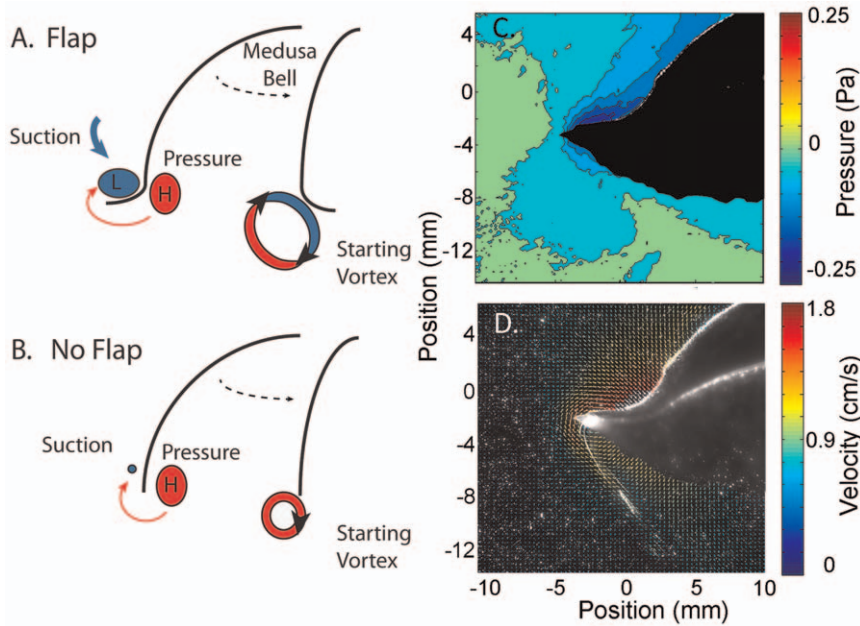 A. Flap
Medusa
Bell
Suction
Pressure
L
H
Starting
Vortex
B. No Flap
Suction
Pressure
H
Starting
Vortex
C.
4
0
-4
-8
-12
0.25
0
-0.25
Pressure (Pa)
Position (mm)
D.
4
0
-4
-8
-12
-10
-5
0
5
10
Position (mm)
1.8
0.9
0
Velocity (cm/s)